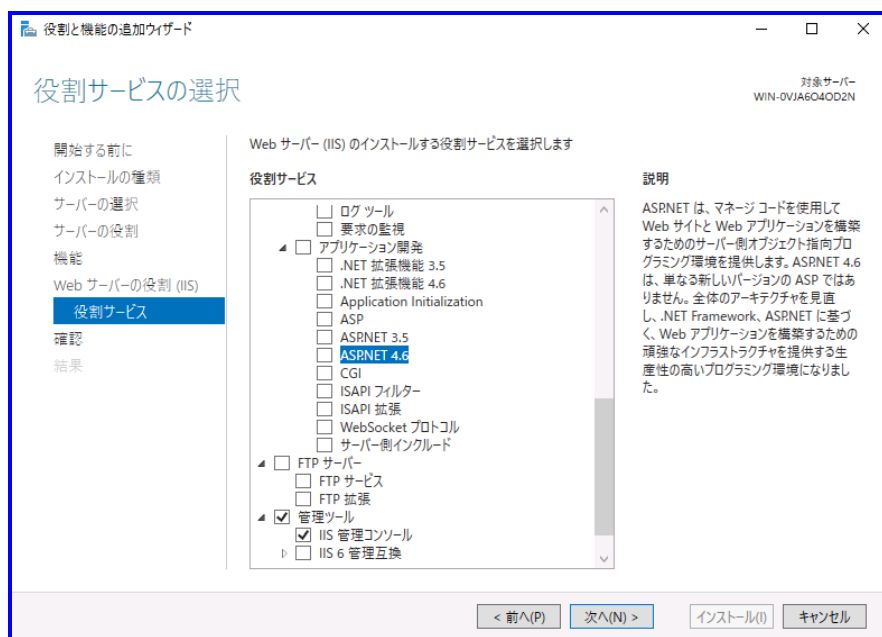 役割と機能の追加ウィザード
役割サービスの選択
対象サーバー
WIN-0VJA6O4OD2N
開始する前に
インストールの種類
サーバーの選択
サーバーの役割
機能
Web サーバーの役割 (IIS)
役割サービス
確認
結果
Web サーバー (IIS) のインストールする役割サービスを選択します
役割サービス
ログ ツール
要求の監視
アプリケーション開発
.NET 拡張機能 3.5
.NET 拡張機能 4.6
Application Initialization
ASP
ASP.NET 3.5
ASP.NET 4.6
CGI
ISAPI フィルター
ISAPI 拡張
WebSocket プロトコル
サーバー側インクルード
FTP サーバー
FTP サービス
FTP 拡張
管理ツール
IIS 管理コンソール
IIS 6 管理互換
説明
ASP.NET は、マネージ コードを使用して
Web サイトと Web アプリケーションを構築
するためのサーバー側オブジェクト指向プロ
グラミング環境を提供します。ASP.NET 4.6
は、単なる新しいバージョンの ASP ではあ
りません。全体のアーキテクチャを見直
し、.NET Framework、ASP.NET に基づ
く、Web アプリケーションを構築するための
頑強なインフラストラクチャを提供する生
産性の高いプログラミング環境になりまし
た。
< 前へ(P)
次へ(N) >
インストール(I)
キャンセル